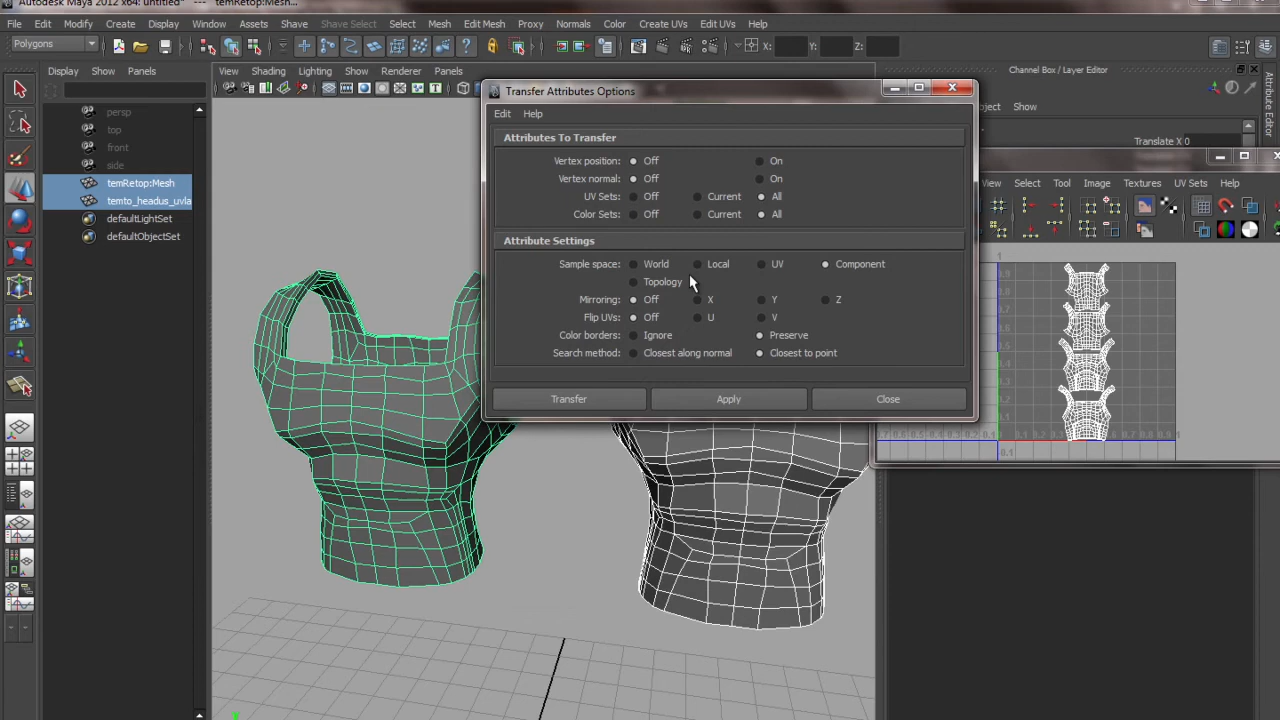 Autodesk Maya 2012 x64: untitled* --- temRetop:Mesh...
File Edit Modify Create Display Window Assets Shave Shave Select Select Mesh Edit Mesh Proxy Normals Color Create UVs Edit UVs Help
Polygons X: Y: Z:
Display Show Panels
View Shading Lighting Show Renderer Panels
Channel Box / Layer Editor
Attribute Editor
persp
top
front
side
temRetop:Mesh
temto_headus_uvla
defaultLightSet
defaultObjectSet
Transfer Attributes Options
Edit Help
Attributes To Transfer
Vertex position: Off On
Vertex normal: Off On
UV Sets: Off Current All
Color Sets: Off Current All
Attribute Settings
Sample space: World Local UV Component
Topology
Mirroring: Off X Y Z
Flip UVs: Off U V
Color borders: Ignore Preserve
Search method: Closest along normal Closest to point
Transfer Apply Close
ject Show
Translate X 0
View Select Tool Image Textures UV Sets Help